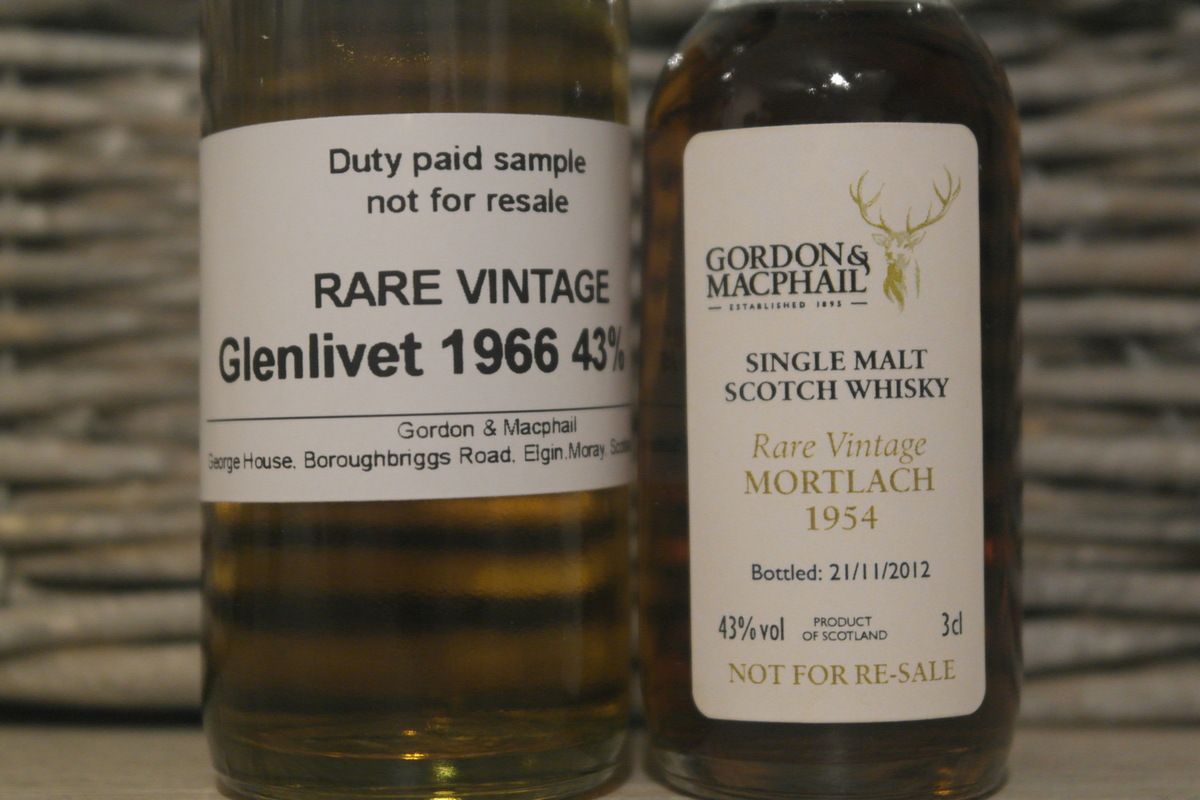 Duty paid sample
not for resale
RARE VINTAGE
Glenlivet 1966 43%
Gordon & Macphail
George House, Boroughbriggs Road, Elgin, Moray,
GORDON&
MACPHAIL
ESTABLISHED 1895
SINGLE MALT
SCOTCH WHISKY
Rare Vintage
MORTLACH
1954
Bottled: 21/11/2012
43%vol PRODUCT OF SCOTLAND 3cl
NOT FOR RE-SALE